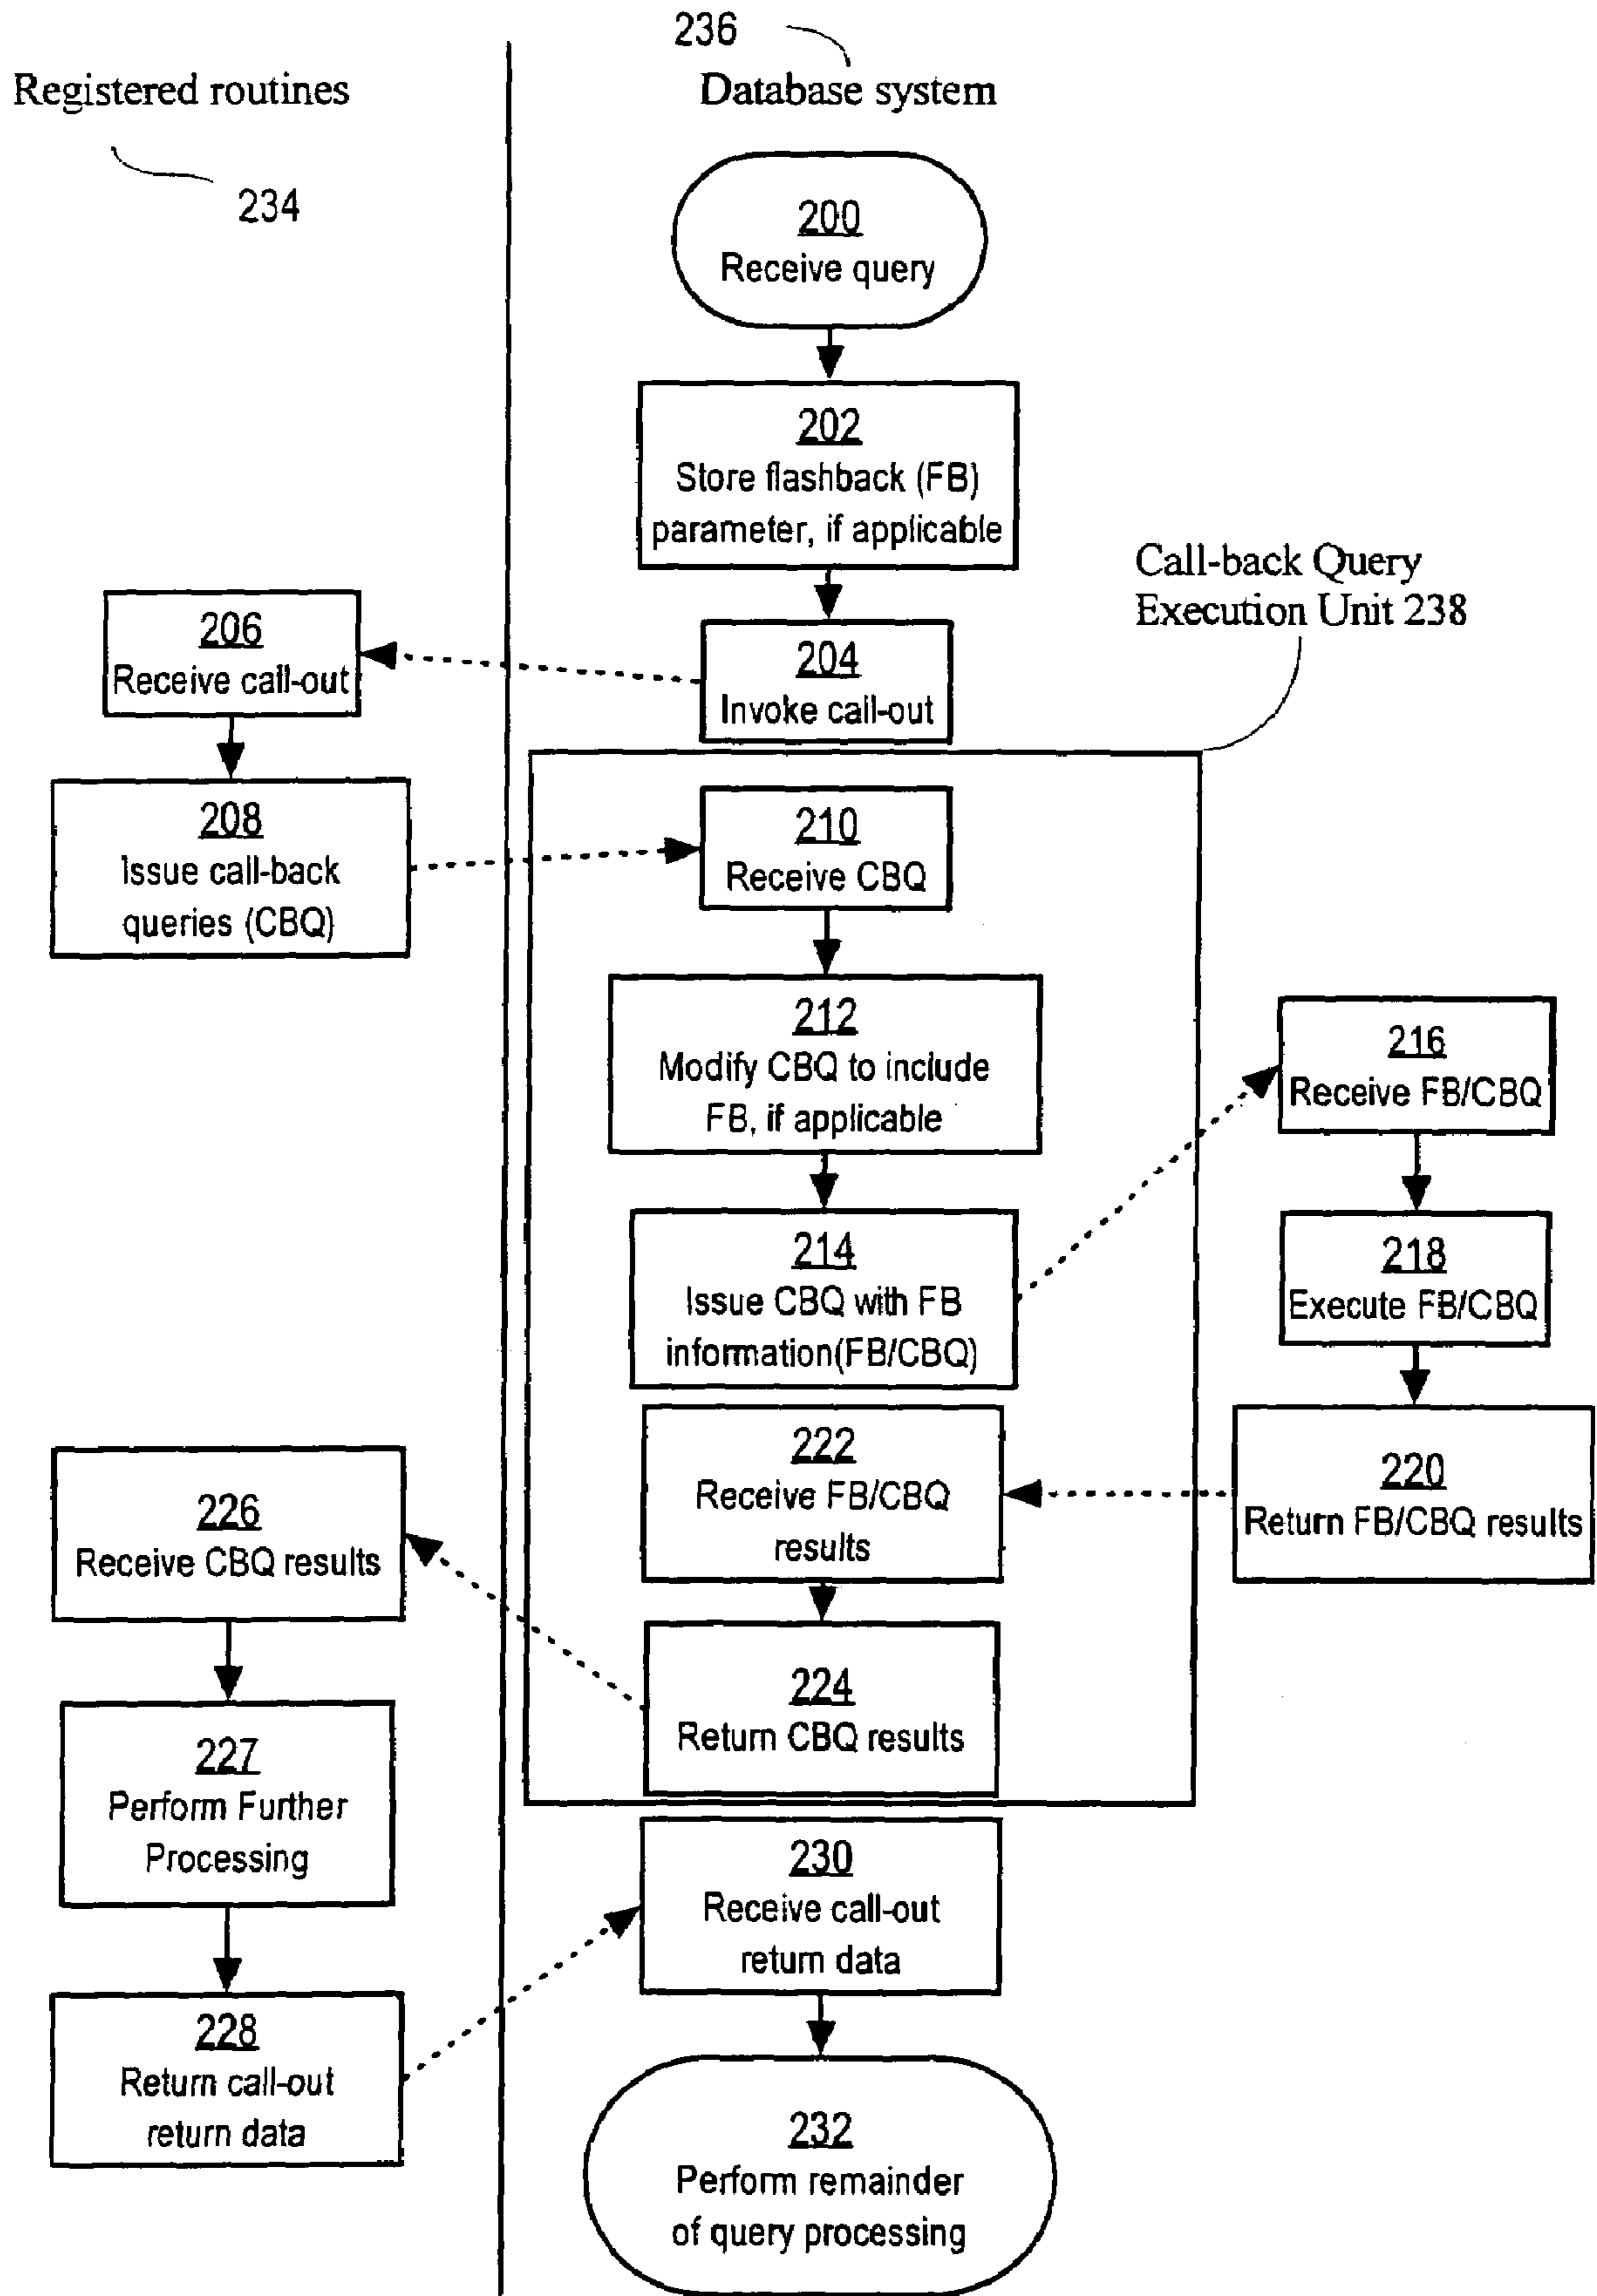 236
Registered routines
Database system
234
200
Receive query
202
Store flashback (FB)
parameter, if applicable
Call-back Query
Execution Unit 238
206
Receive call-out
204
Invoke call-out
208
Issue call-back
queries (CBQ)
210
Receive CBQ
212
Modify CBQ to include
FB, if applicable
216
Receive FB/CBQ
214
Issue CBQ with FB
information(FB/CBQ)
218
Execute FB/CBQ
222
Receive FB/CBQ
results
220
Return FB/CBQ results
226
Receive CBQ results
224
Return CBQ results
227
Perform Further
Processing
230
Receive call-out
return data
228
Return call-out
return data
232
Perform remainder
of query processing